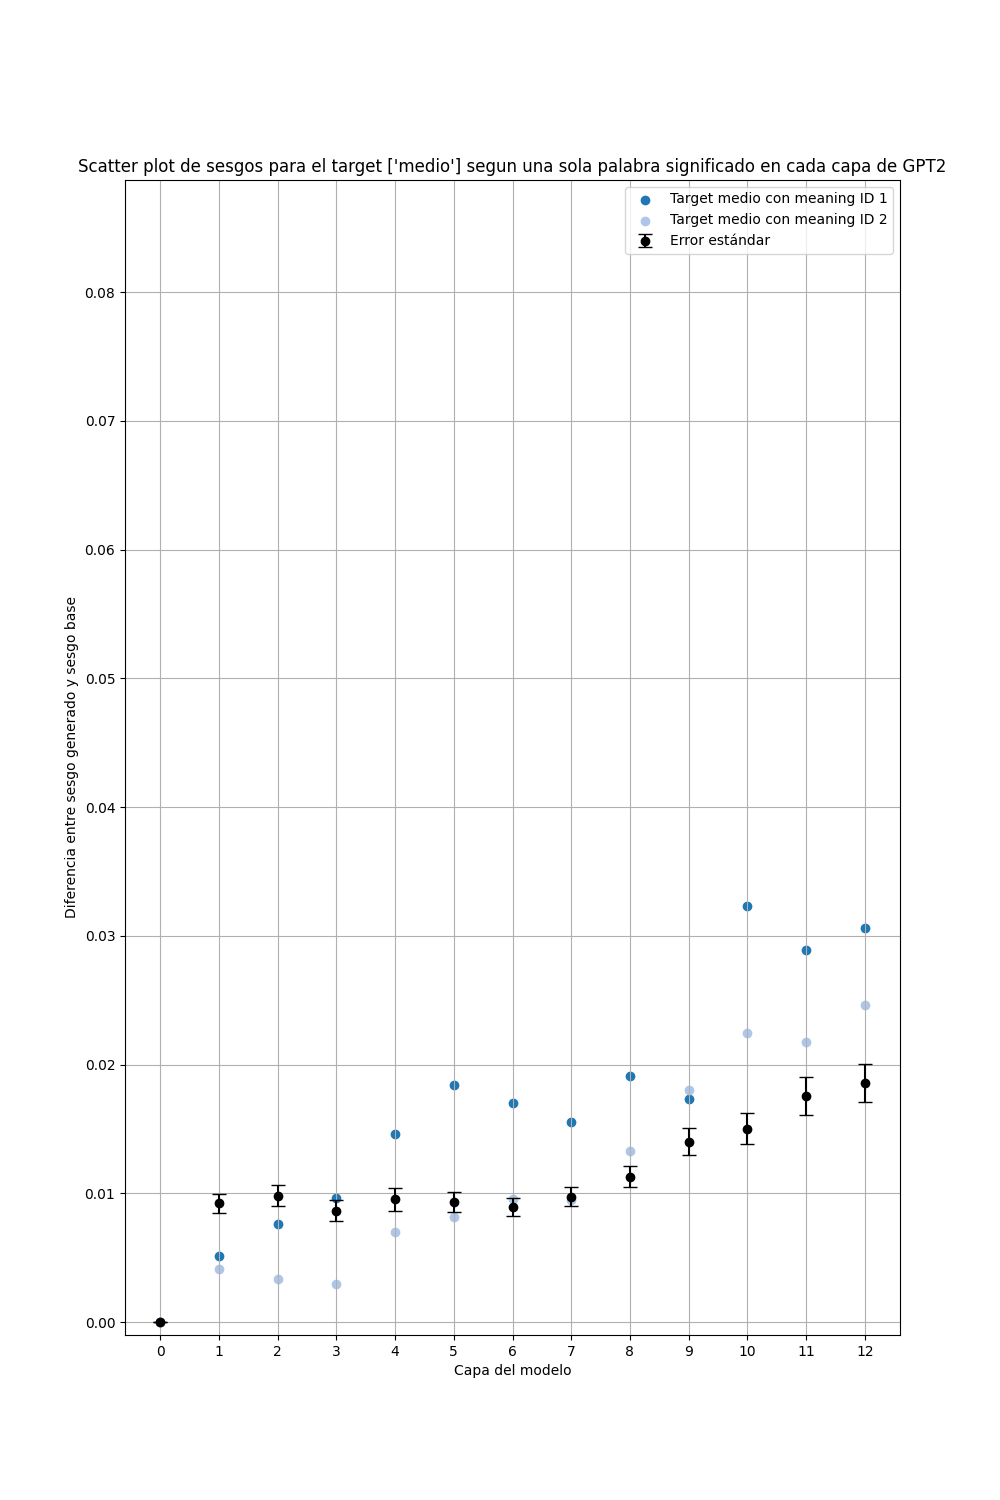 Scatter plot de sesgos para el target ['medio'] segun una sola palabra significado en cada capa de GPT2
Target medio con meaning ID 1
Target medio con meaning ID 2
Error estándar
0.08
0.07
0.06
0.05
0.04
0.03
0.02
0.01
0.00
Diferencia entre sesgo generado y sesgo base
0 1 2 3 4 5 6 7 8 9 10 11 12
Capa del modelo